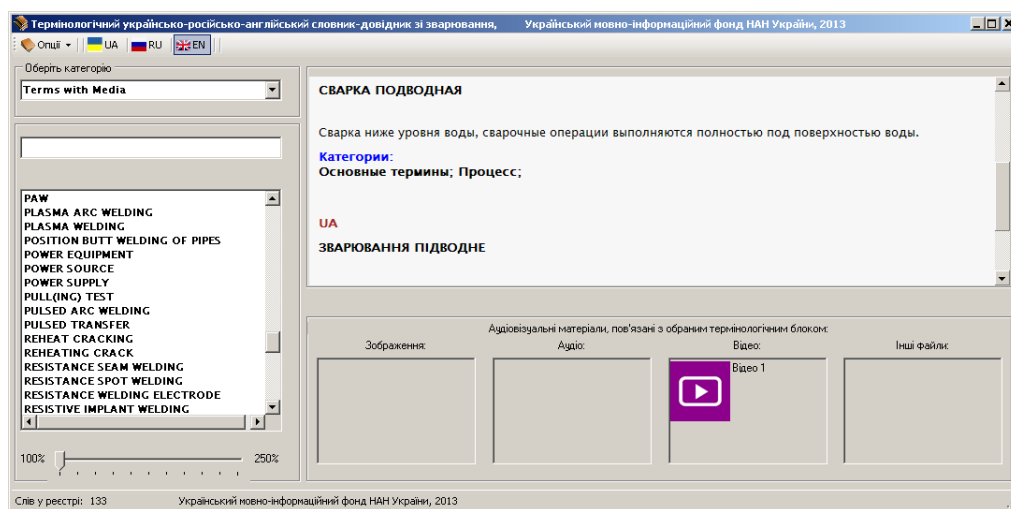 Термінологічний українсько-російсько-англійський словник-довідник зі зварювання, Український мовно-інформаційний фонд НАН України, 2013
Опції UA RU EN
Оберіть категорію
Terms with Media
PAW
PLASMA ARC WELDING
PLASMA WELDING
POSITION BUTT WELDING OF PIPES
POWER EQUIPMENT
POWER SOURCE
POWER SUPPLY
PULL(ING) TEST
PULSED ARC WELDING
PULSED TRANSFER
REHEAT CRACKING
REHEATING CRACK
RESISTANCE SEAM WELDING
RESISTANCE SPOT WELDING
RESISTANCE WELDING ELECTRODE
RESISTIVE IMPLANT WELDING
100% 250%
СВАРКА ПОДВОДНАЯ
Сварка ниже уровня воды, сварочные операции выполняются полностью под поверхностью воды.
Категории:
Основные термины; Процесс;
UA
ЗВАРЮВАННЯ ПІДВОДНЕ
Аудіовізуальні матеріали, пов'язані з обраним термінологічним блоком:
Зображення: Аудіо: Відео: Інші файли:
Відео 1
Слів у реєстрі: 133 Український мовно-інформаційний фонд НАН України, 2013